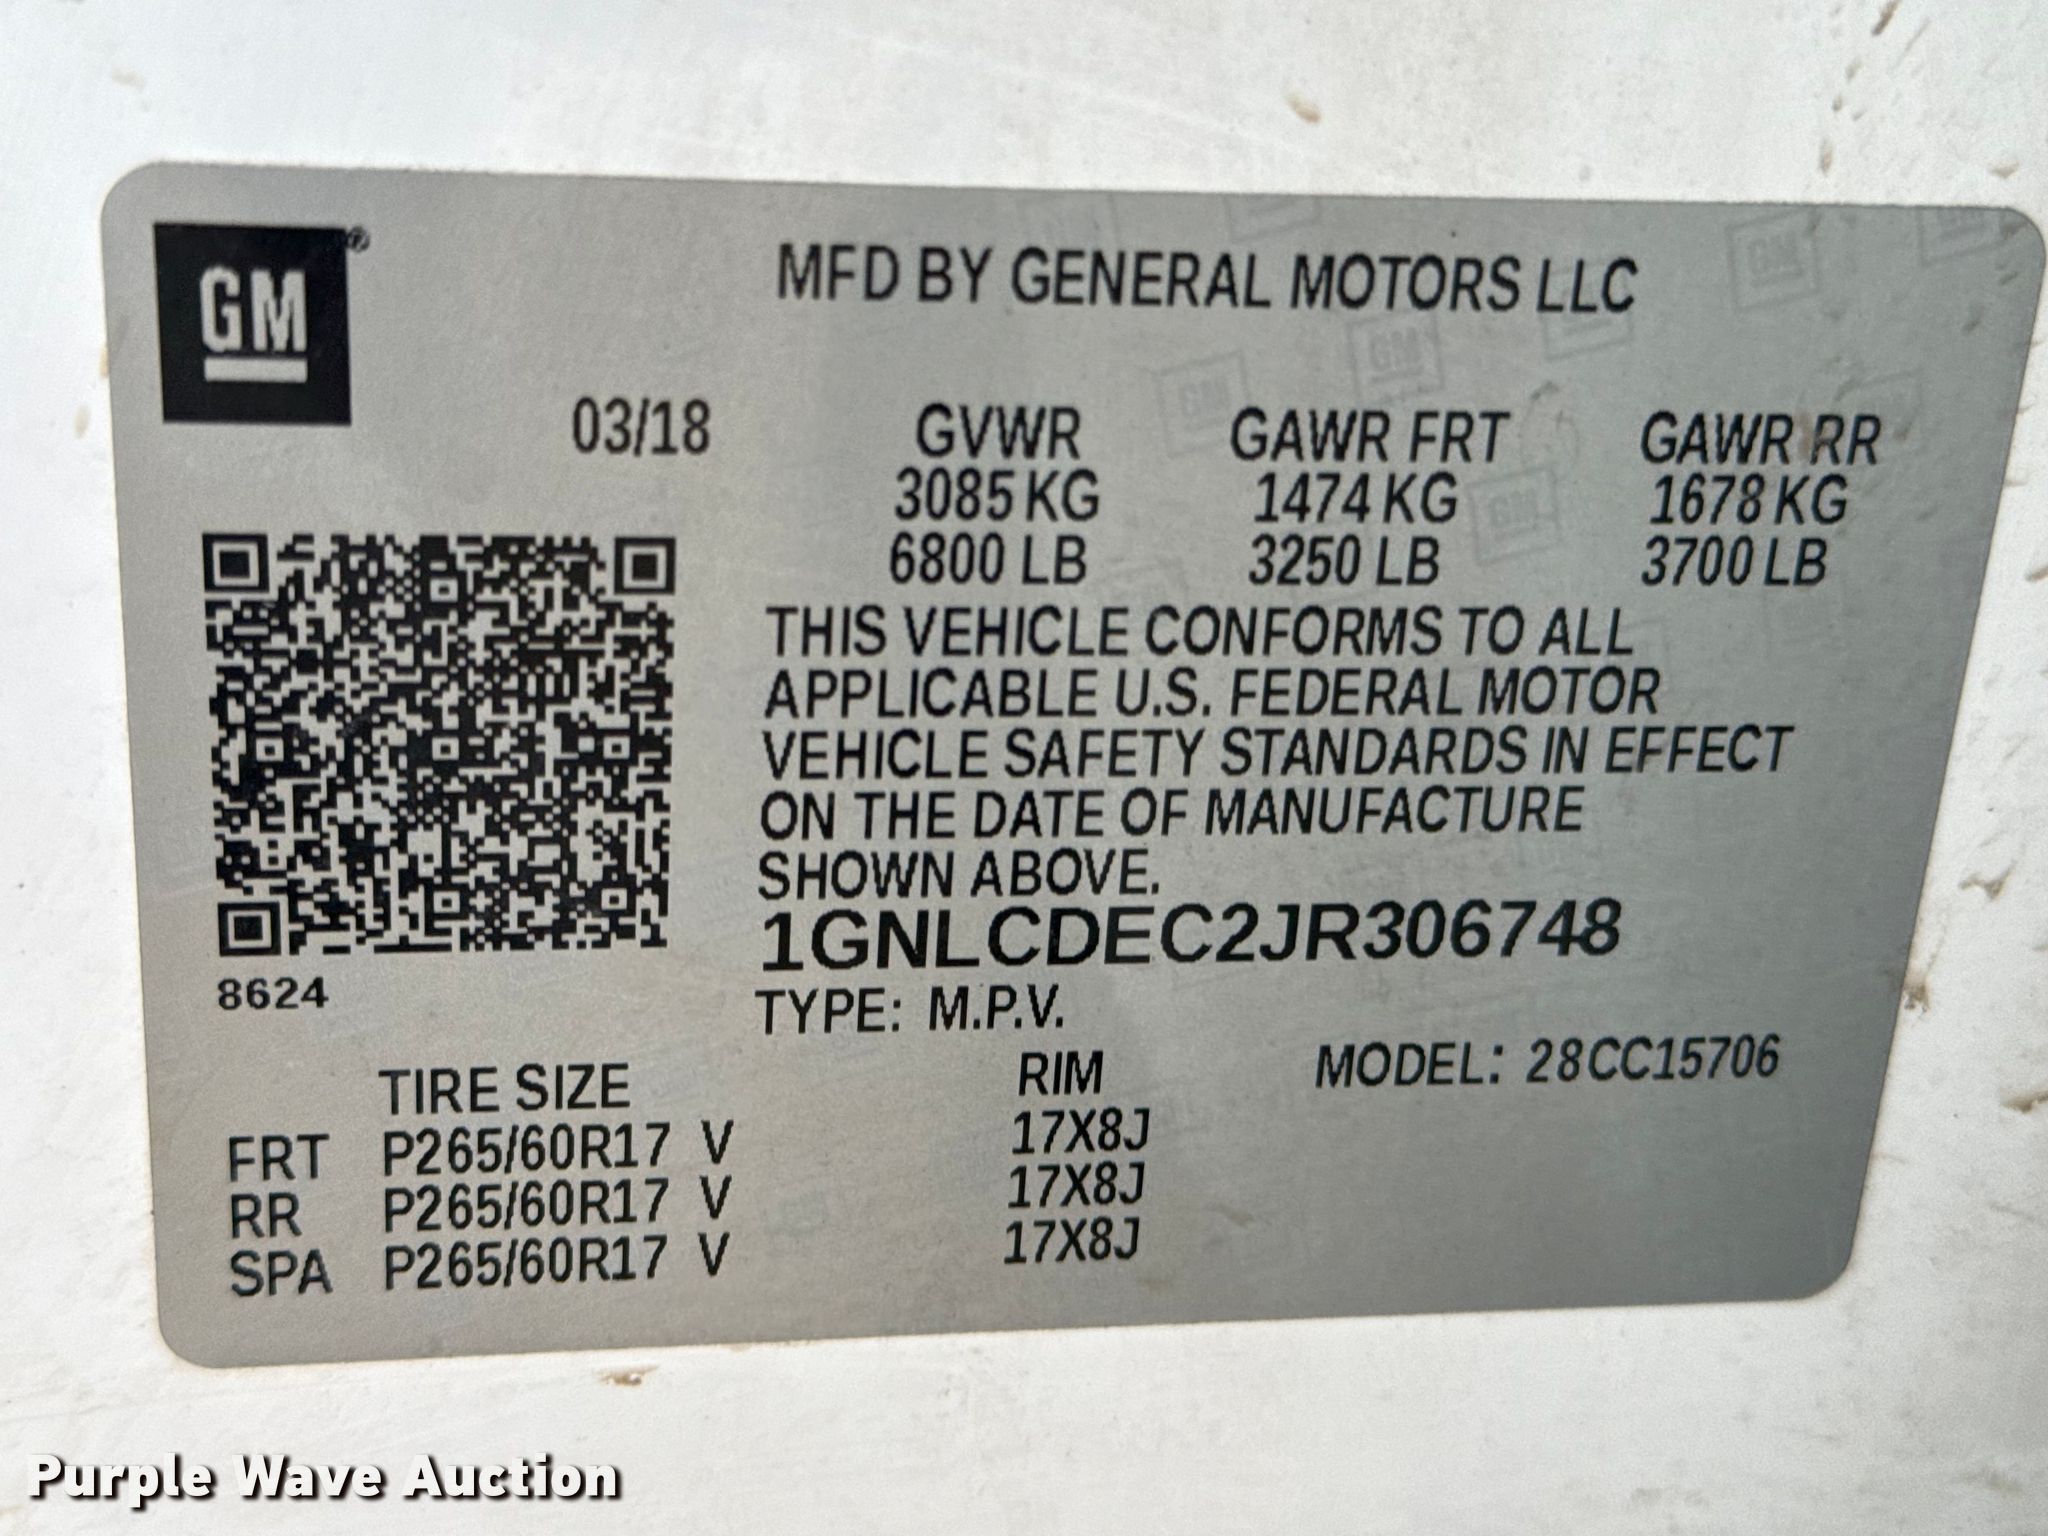 GM®
MFD BY GENERAL MOTORS LLC
03/18
GVWR GAWR FRT GAWR RR
3085 KG 1474 KG 1678 KG
6800 LB 3250 LB 3700 LB
THIS VEHICLE CONFORMS TO ALL
APPLICABLE U.S. FEDERAL MOTOR
VEHICLE SAFETY STANDARDS IN EFFECT
ON THE DATE OF MANUFACTURE
SHOWN ABOVE.
1GNLCDEC2JR306748
8624
TYPE: M.P.V.
TIRE SIZE RIM MODEL: 28CC15706
FRT P265/60R17 V 17X8J
RR P265/60R17 V 17X8J
SPA P265/60R17 V 17X8J
Purple Wave Auction